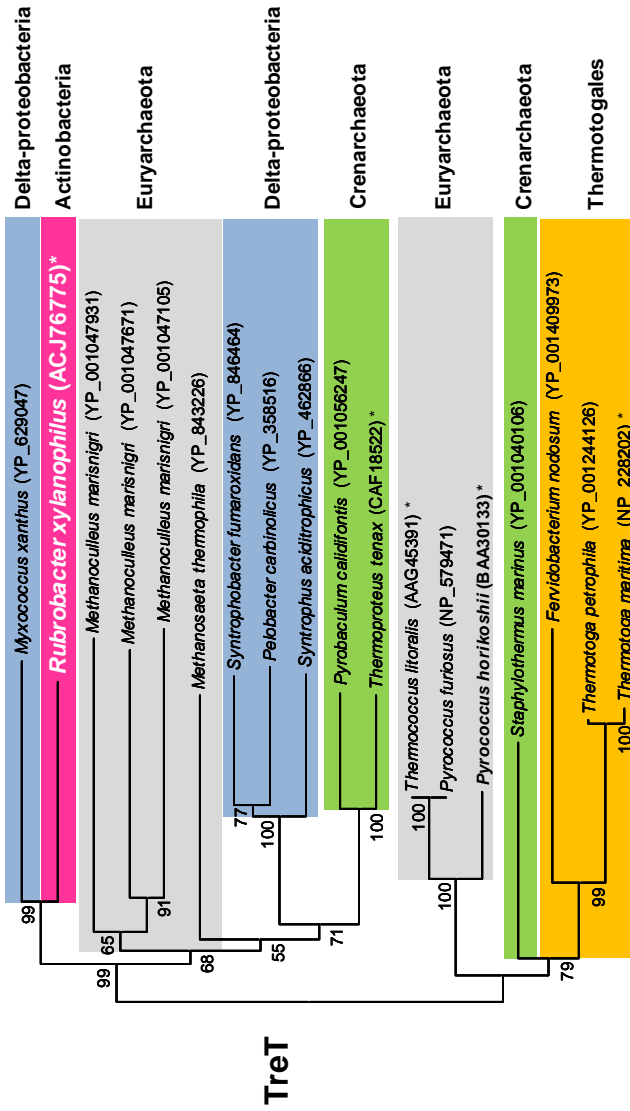 TreT
Delta-proteobacteria
Actinobacteria
Euryarchaeota
Delta-proteobacteria
Crenarchaeota
Euryarchaeota
Crenarchaeota
Thermotogales
Myxococcus xanthus (YP_629047)
Rubrobacter xylanophilus (ACJ76775)*
Methanoculleus marisnigri (YP_001047931)
Methanoculleus marisnigri (YP_001047671)
Methanoculleus marisnigri (YP_001047105)
Methanosaeta thermophila (YP_843226)
Syntrophobacter fumaroxidans (YP_846464)
Pelobacter carbinolicus (YP_358516)
Syntrophus aciditrophicus (YP_462866)
Pyrobaculum calidifontis (YP_001056247)
Thermoproteus tenax (CAF18522) *
Thermococcus litoralis (AAG45391) *
Pyrococcus furiosus (NP_579471)
Pyrococcus horikoshii (BAA30133) *
Staphylothermus marinus (YP_001040106)
Fervidobacterium nodosum (YP_001409973)
Thermotoga petrophila (YP_001244126)
Thermotoga maritima (NP_228202) *
99
99
65
91
68
77
100
55
71
100
100
100
79
99
100